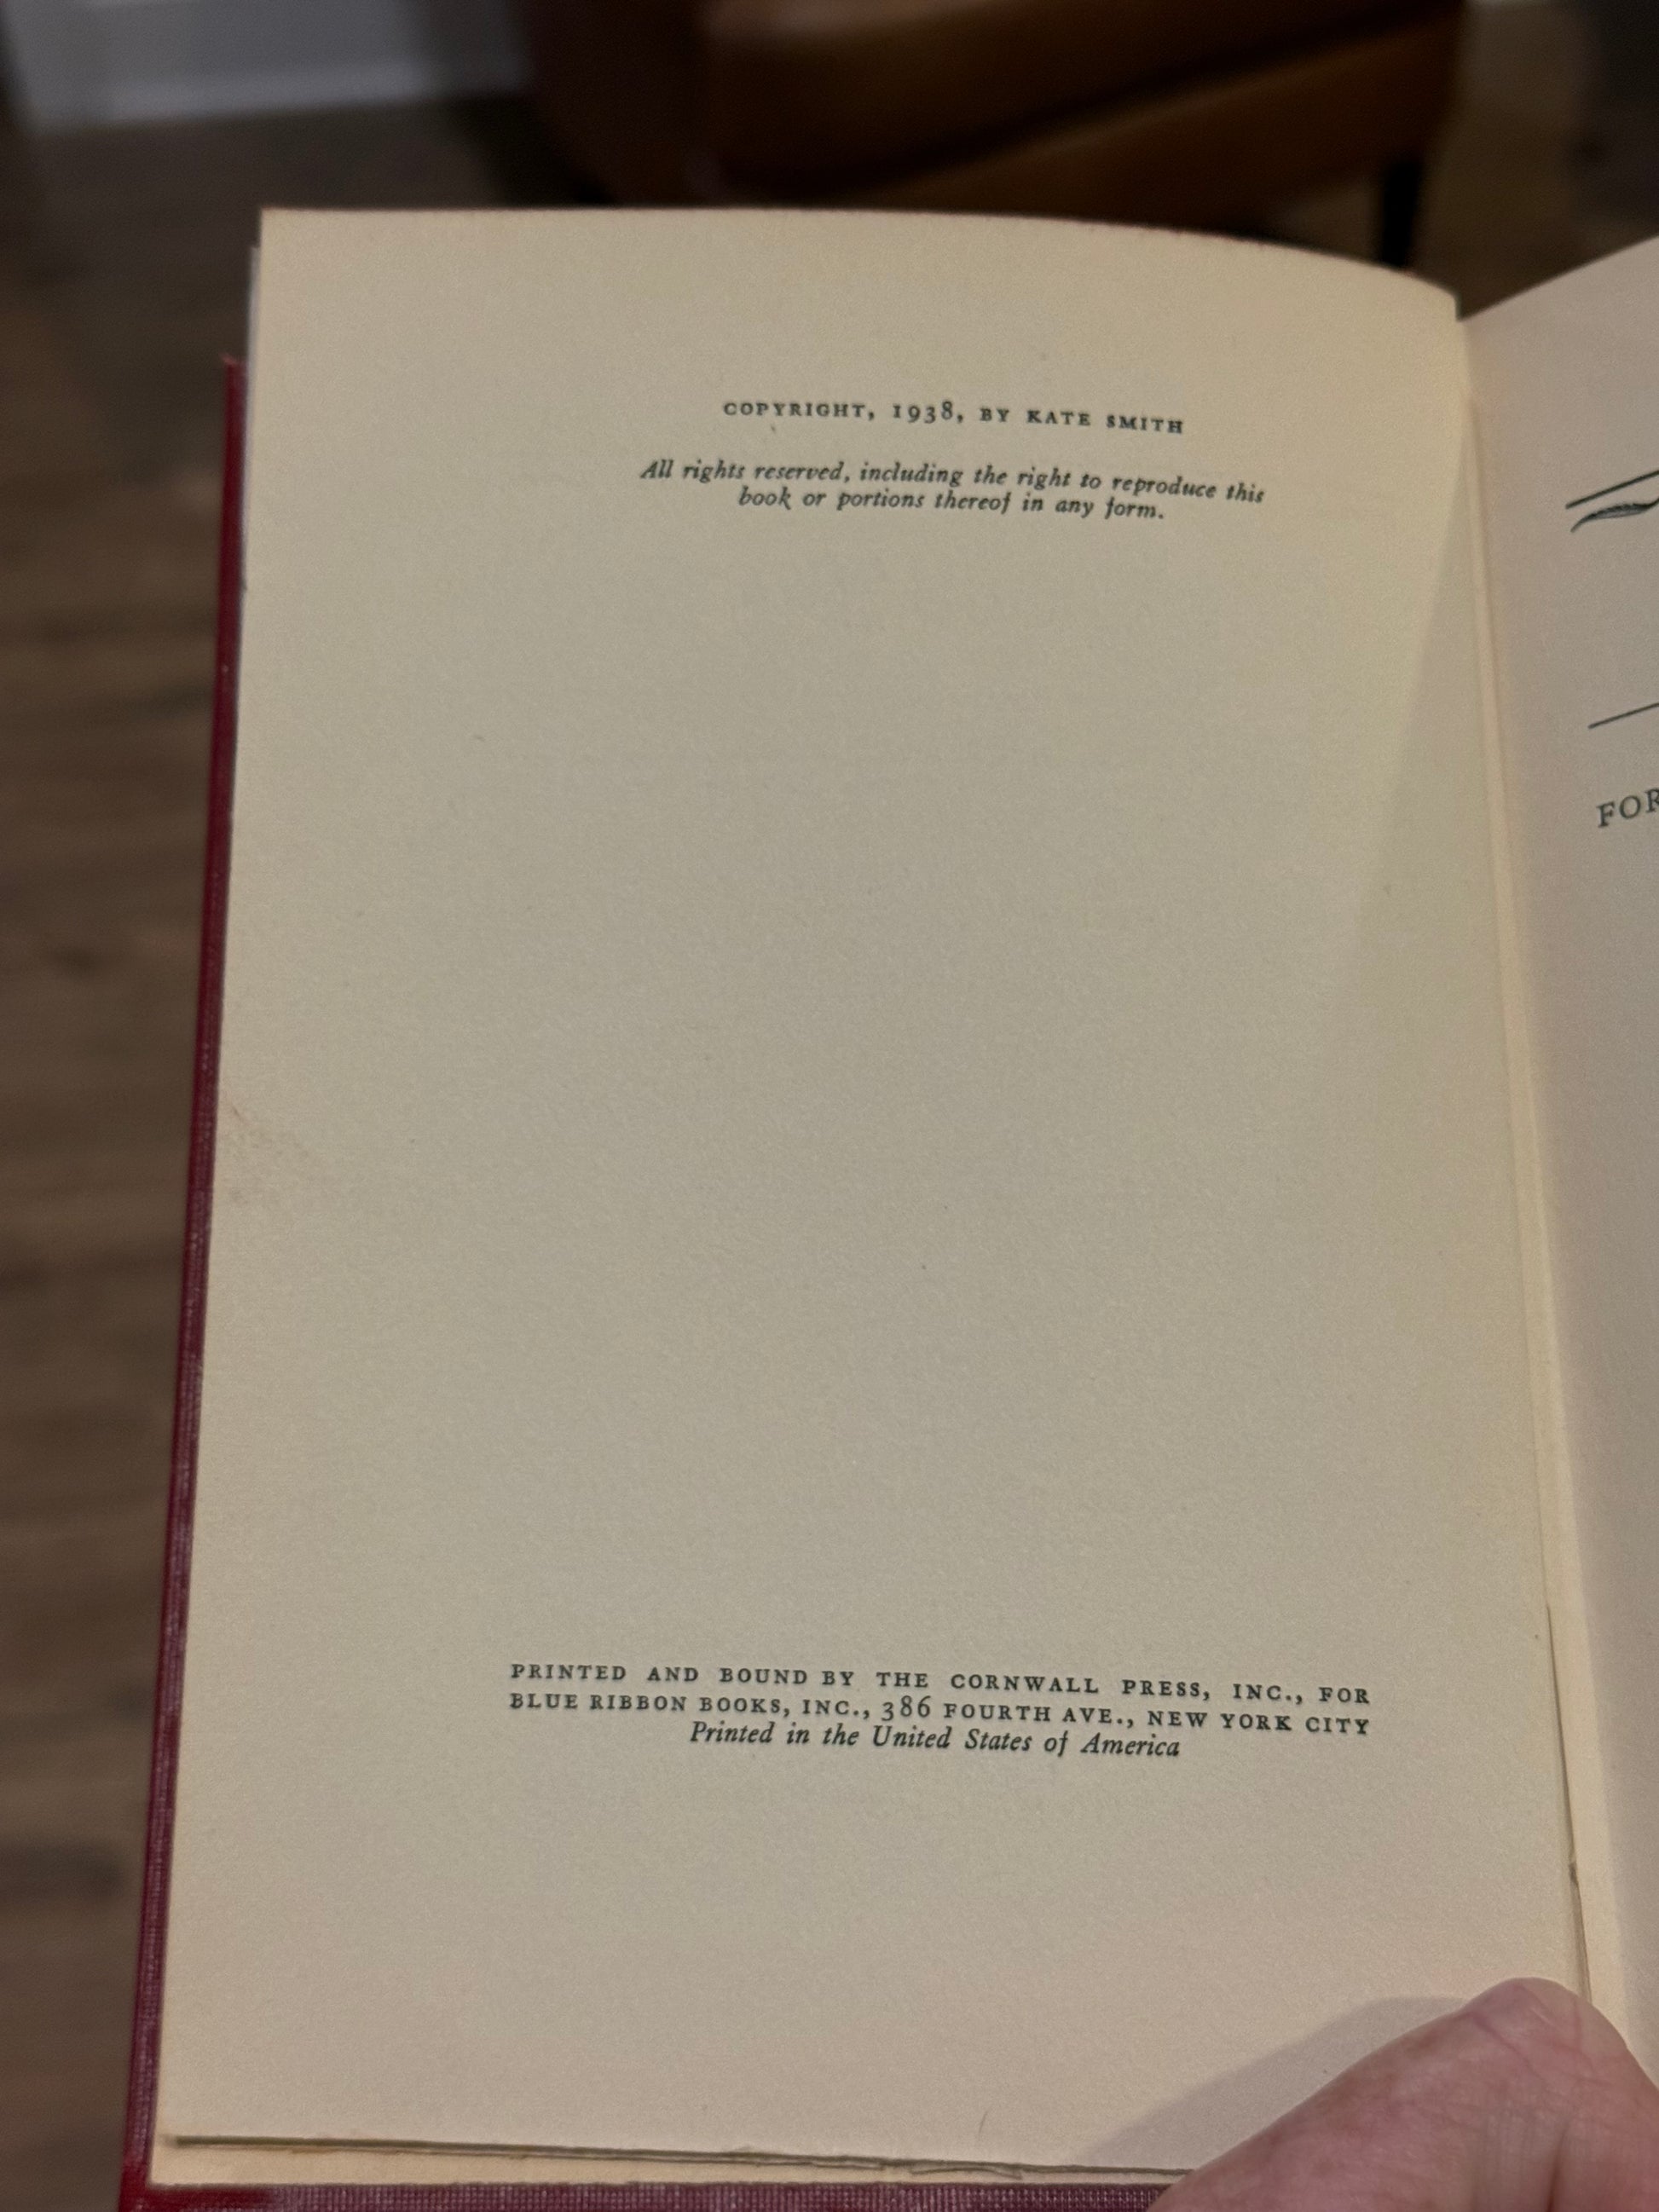 COPYRIGHT, 1938, BY KATE SMITH
All rights reserved, including the right to reproduce this
book or portions thereof in any form.
PRINTED AND BOUND BY THE CORNWALL PRESS, INC., FOR
BLUE RIBBON BOOKS, INC., 386 FOURTH AVE., NEW YORK CITY
Printed in the United States of America
FOR